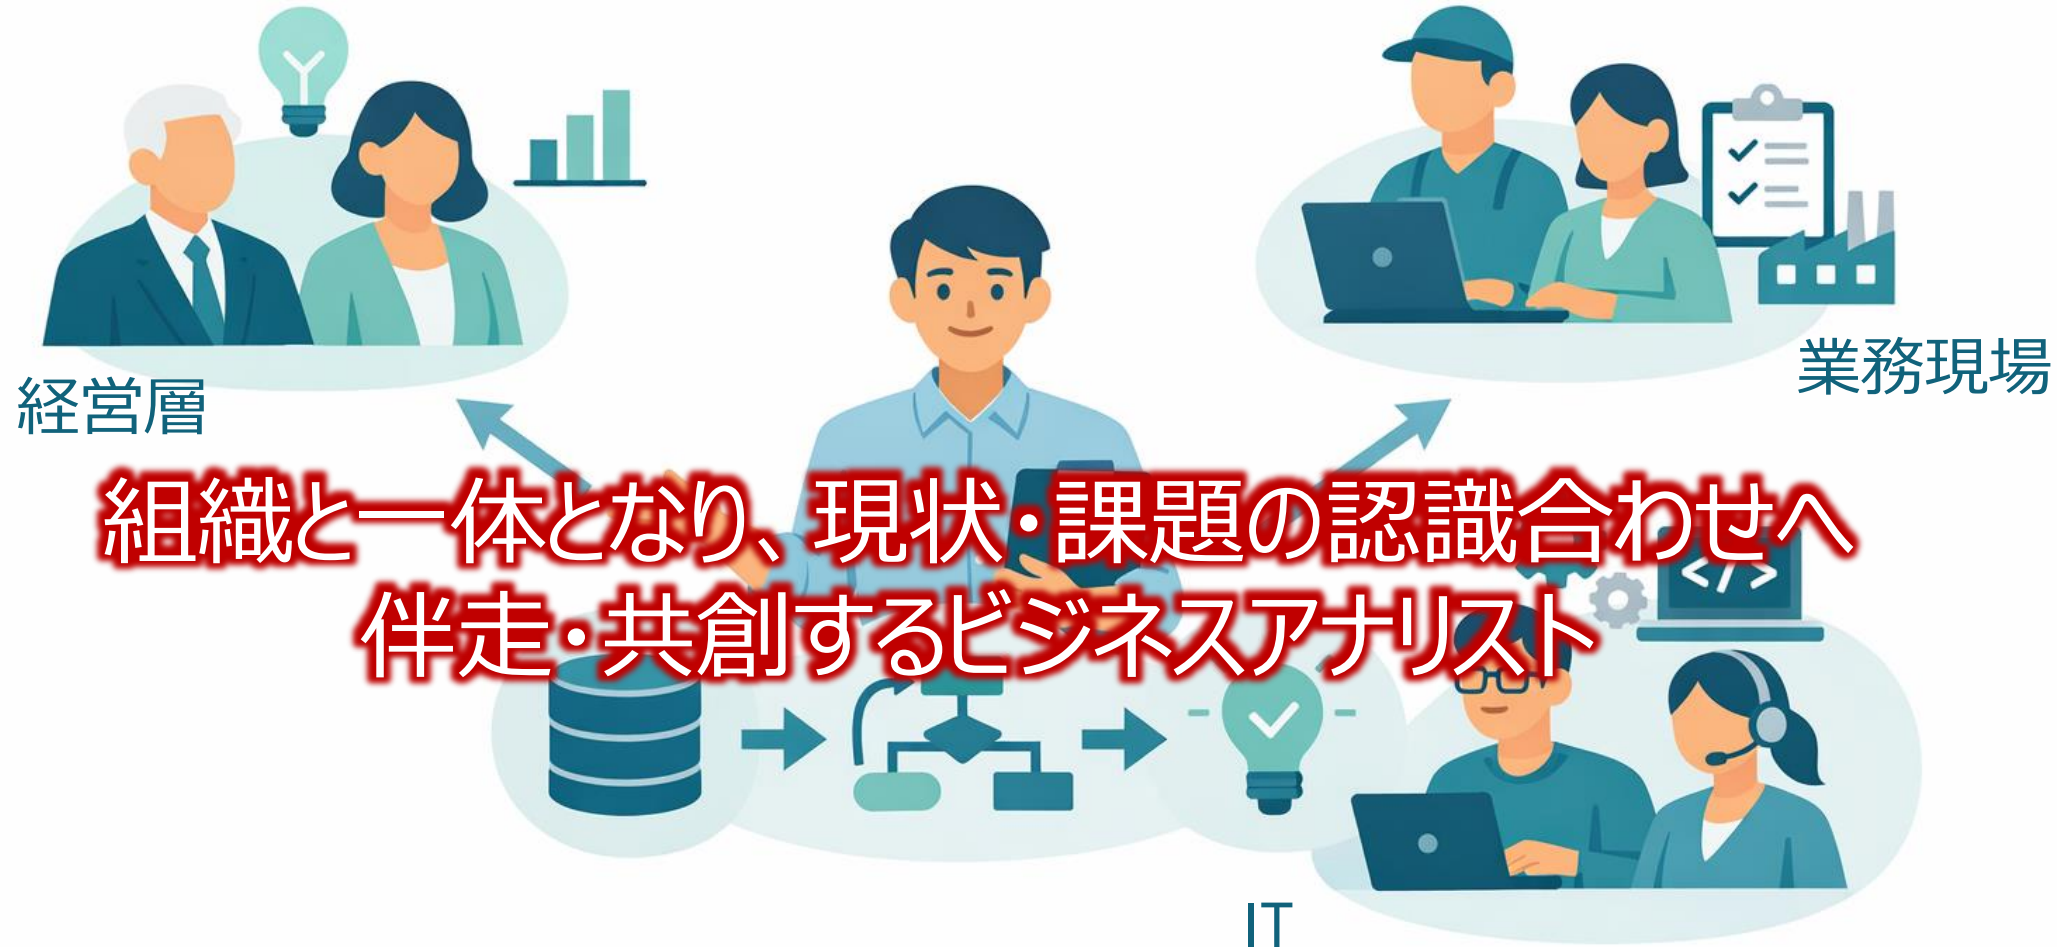 経営層
業務現場
組織と一体となり、現状・課題の認識合わせへ
伴走・共創するビジネスアナリスト
</>
IT